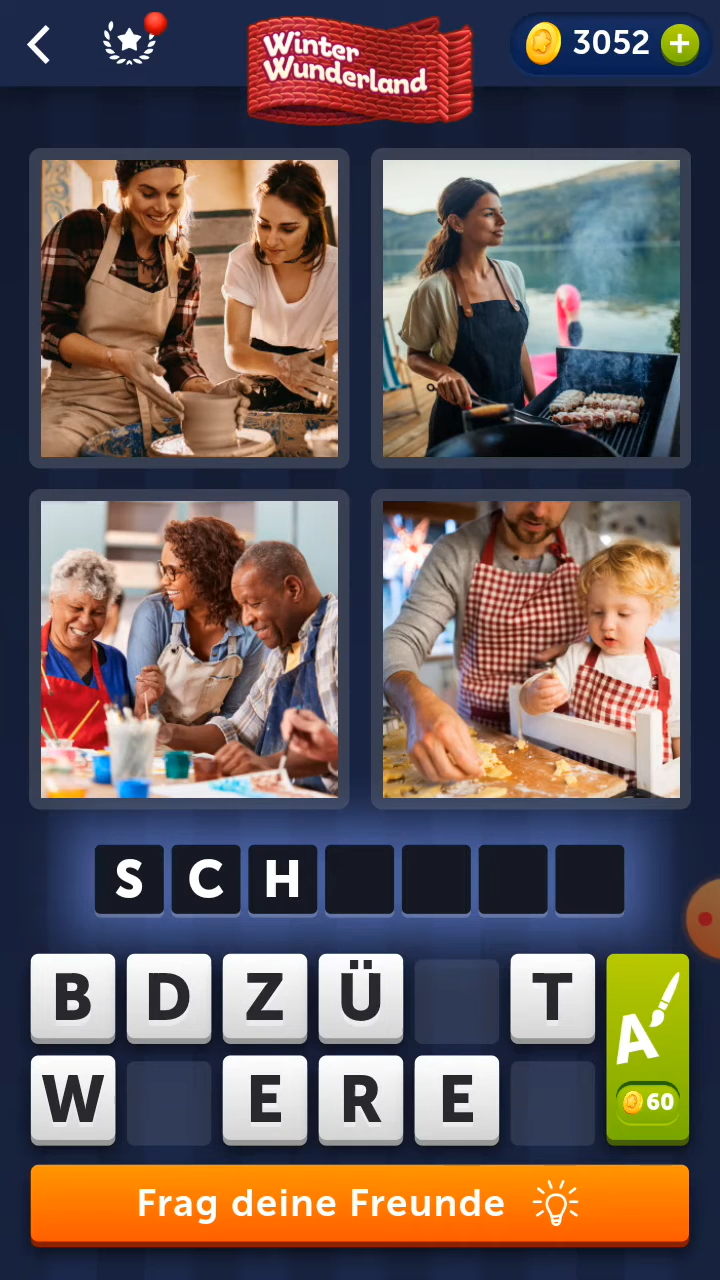 Winter
Wunderland
3052
S C H
B D Z Ü T
W E R E
A
60
Frag deine Freunde